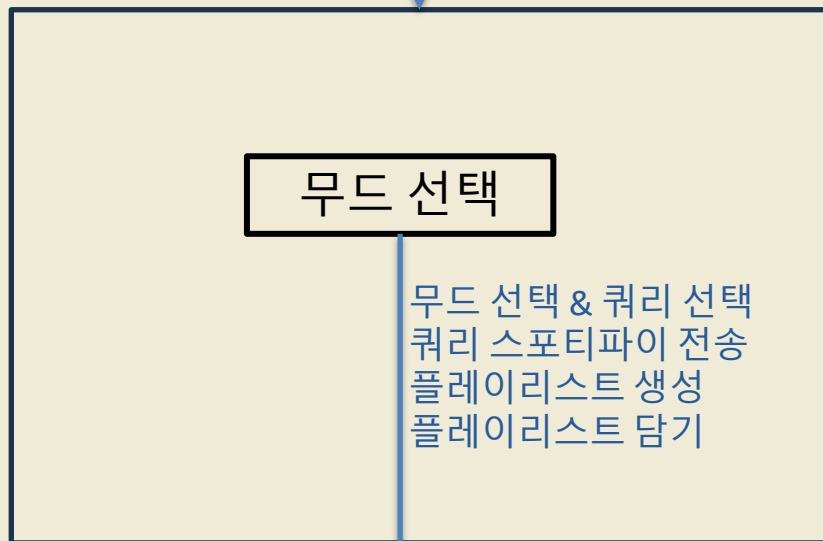 무드 선택
무드 선택 & 쿼리 선택
쿼리 스포티파이 전송
플레이리스트 생성
플레이리스트 담기